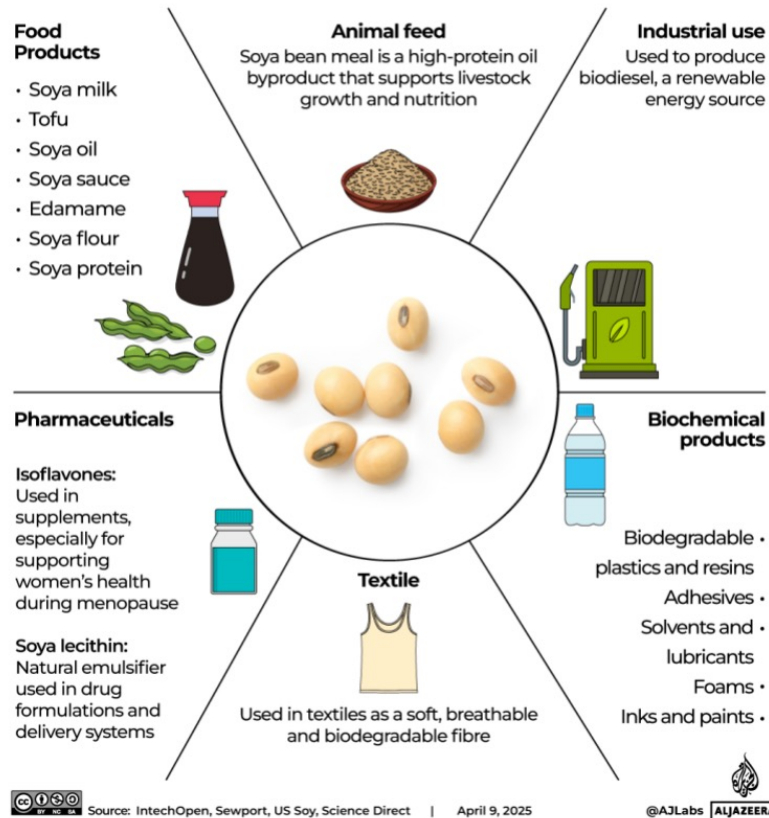 Food
Products
· Soya milk
· Tofu
· Soya oil
· Soya sauce
· Edamame
· Soya flour
· Soya protein
Animal feed
Soya bean meal is a high-protein oil
byproduct that supports livestock
growth and nutrition
Industrial use
Used to produce
biodiesel, a renewable
energy source
Pharmaceuticals
Isoflavones:
Used in
supplements,
especially for
supporting
women's health
during menopause
Soya lecithin:
Natural emulsifier
used in drug
formulations and
delivery systems
Textile
Used in textiles as a soft, breathable
and biodegradable fibre
Biochemical
products
Biodegradable ·
plastics and resins
Adhesives ·
Solvents and ·
lubricants
Foams ·
Inks and paints ·
cc BY NC SA Source: IntechOpen, Sewport, US Soy, Science Direct | April 9, 2025 @AJLabs ALJAZEERA